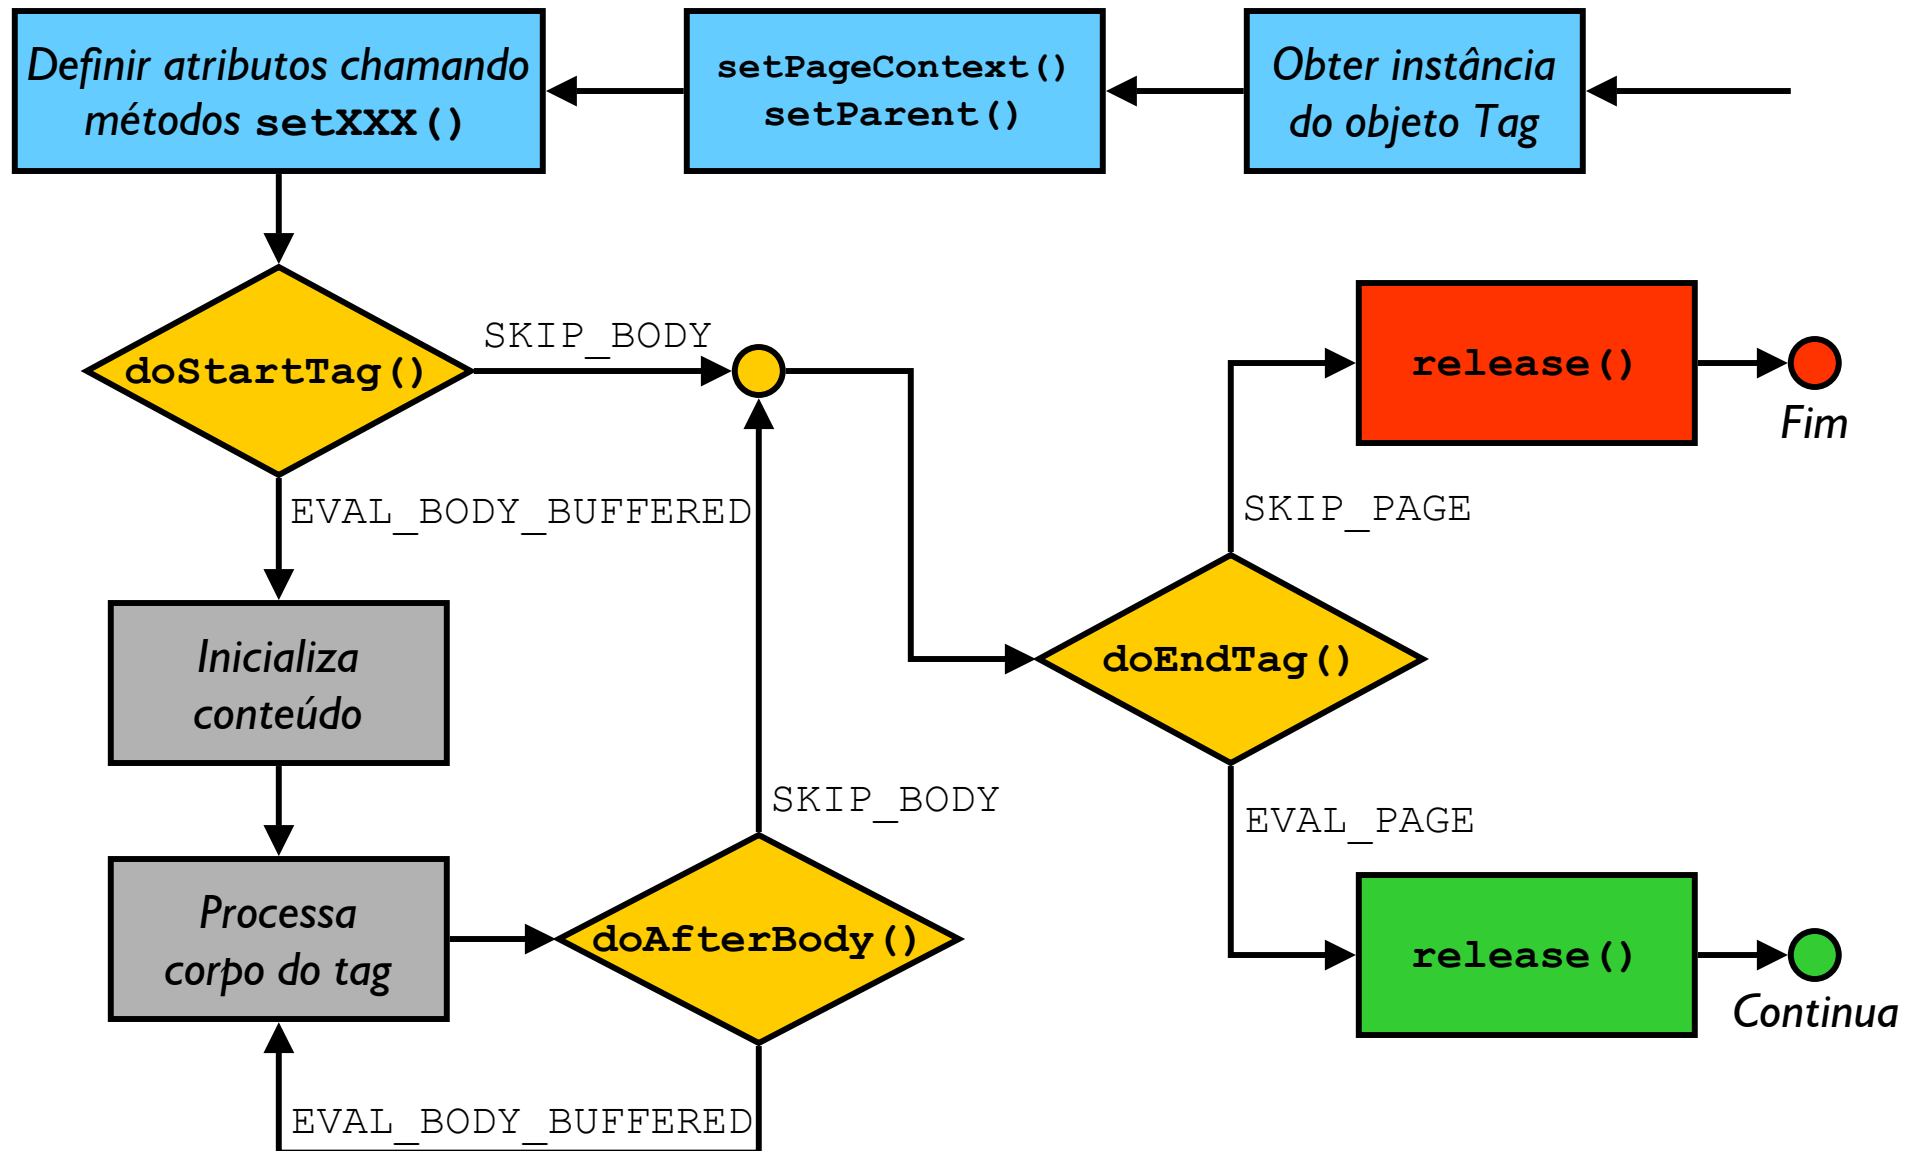 Definir atributos chamando
métodos setXXX()
setPageContext()
setParent()
Obter instância
do objeto Tag
doStartTag()
SKIP_BODY
EVAL_BODY_BUFFERED
Inicializa
conteúdo
Processa
corpo do tag
doAfterBody()
SKIP_BODY
EVAL_BODY_BUFFERED
doEndTag()
SKIP_PAGE
release()
Fim
EVAL_PAGE
release()
Continua